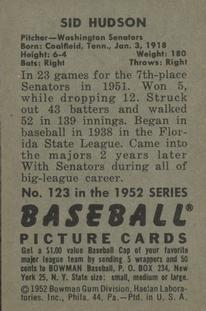 SID HUDSON
Pitcher—Washington Senators
Born: Coalfield, Tenn., Jan. 3, 1918
Height: 6-4 Weight: 180
Bats: Right Throws: Right
In 23 games for the 7th-place
Senators in 1951. Won 5,
while dropping 12. Struck
out 43 batters and walked
52 in 139 innings. Began in
baseball in 1938 in the Flor-
ida State League. Came into
the majors 2 years later
With Senators during all of
big-league career.
No. 123 in the 1952 SERIES
BASEBALL®
PICTURE CARDS
Get a $1.00 value Baseball Cap of your favorite
major league team by sending 5 wrappers and 50
cents to BOWMAN Baseball, P. O. BOX 234, New
York 25, N. Y. State size: small, medium or large.
©1952 Bowman Gum Division, Haelan Labora-
tories, Inc., Phila. 44, Pa.—Ptd. in U. S. A.